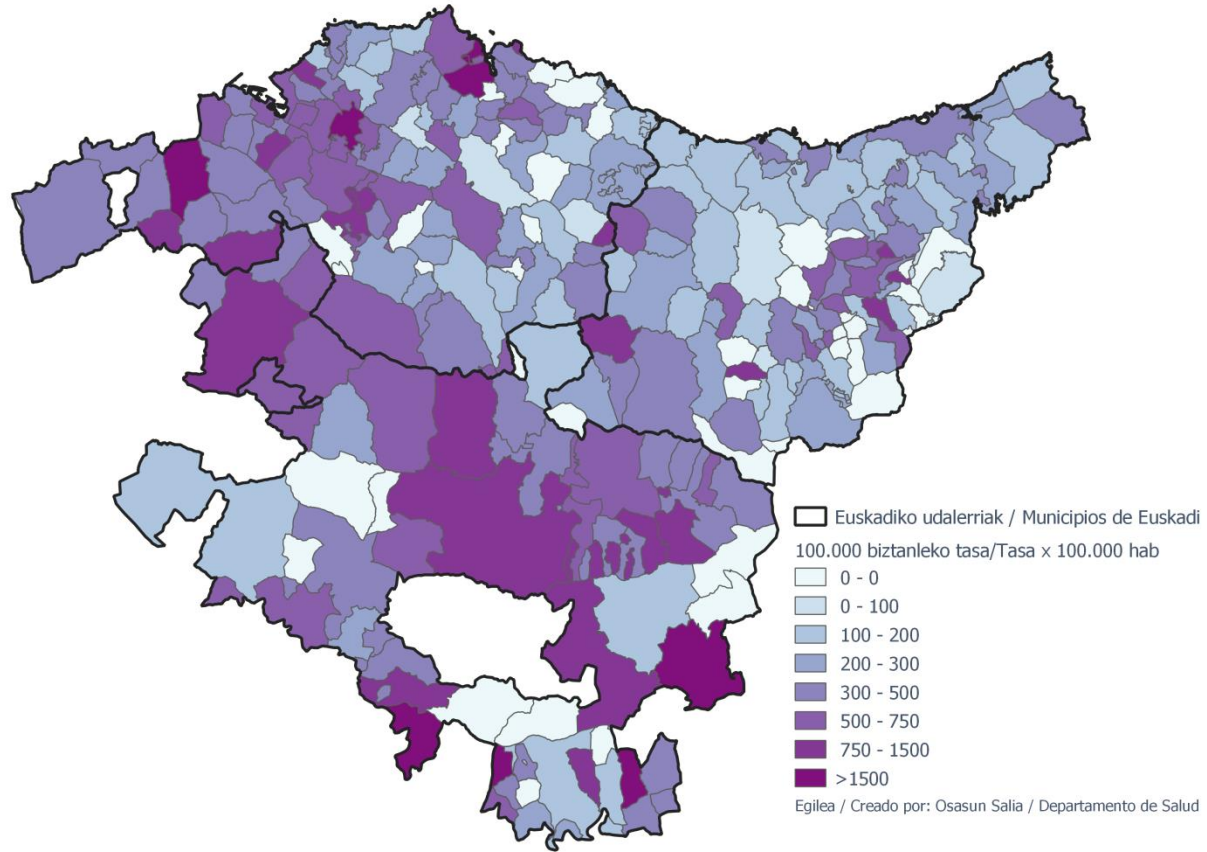 Euskadiko udalerriak / Municipios de Euskadi
100.000 biztanleko tasa/Tasa x 100.000 hab
0 - 0
0 - 100
100 - 200
200 - 300
300 - 500
500 - 750
750 - 1500
>1500
Egilea / Creado por: Osasun Salia / Departamento de Salud